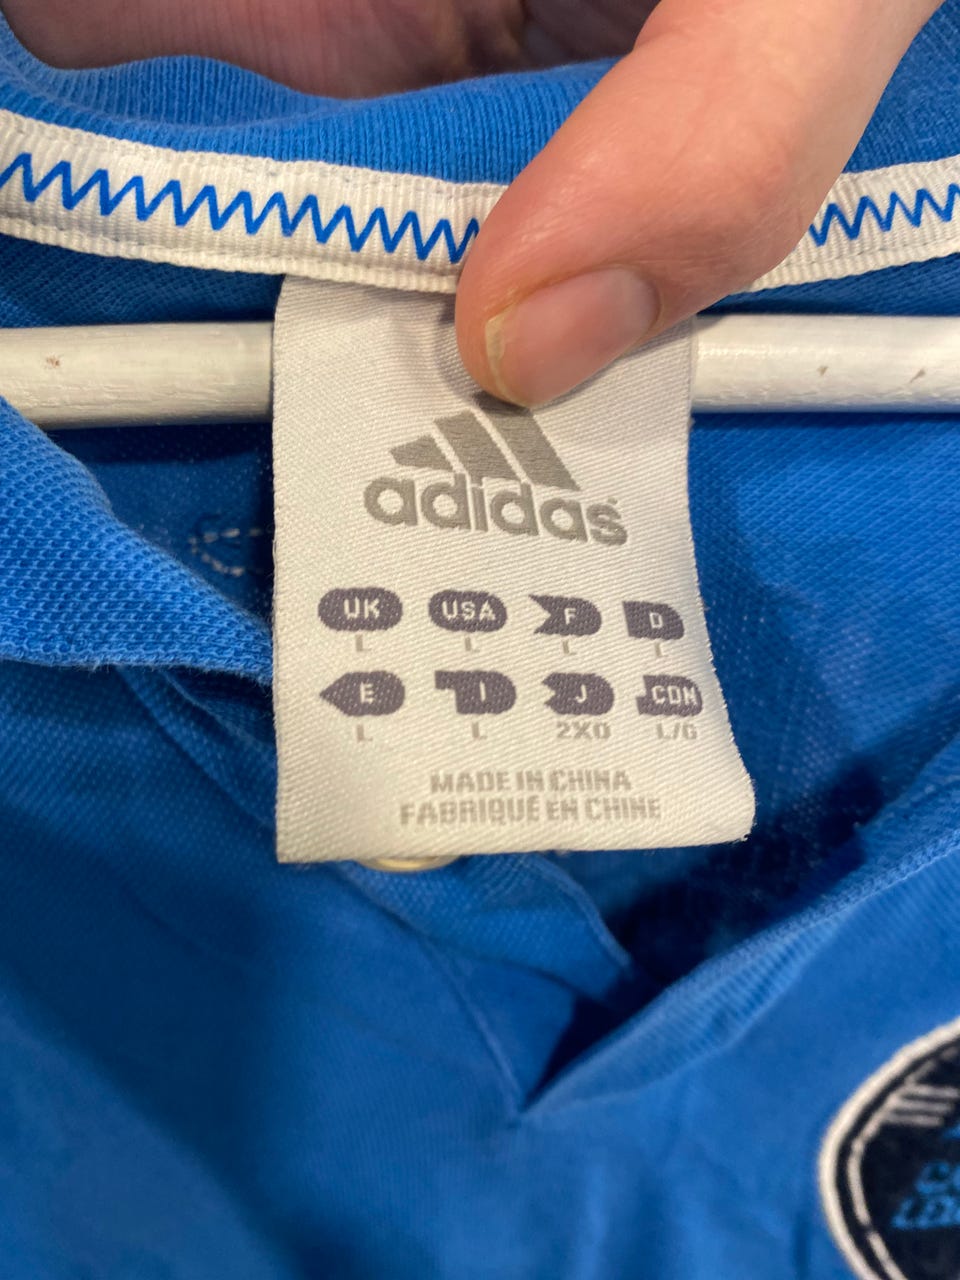 adidas
UK USA F D
L L L L
E I J CDN
L L 2XO L/G
MADE IN CHINA
FABRIQUÉ EN CHINE